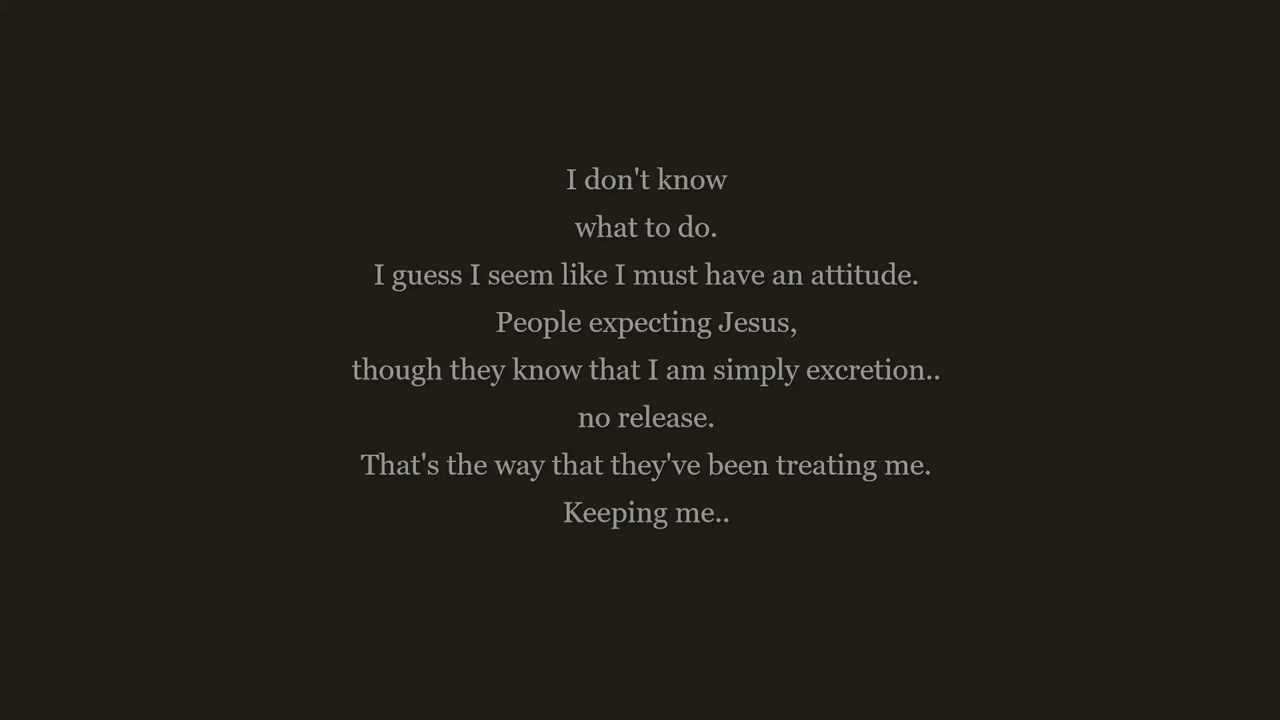 I don't know
what to do.
I guess I seem like I must have an attitude.
People expecting Jesus,
though they know that I am simply excretion..
no release.
That's the way that they've been treating me.
Keeping me..